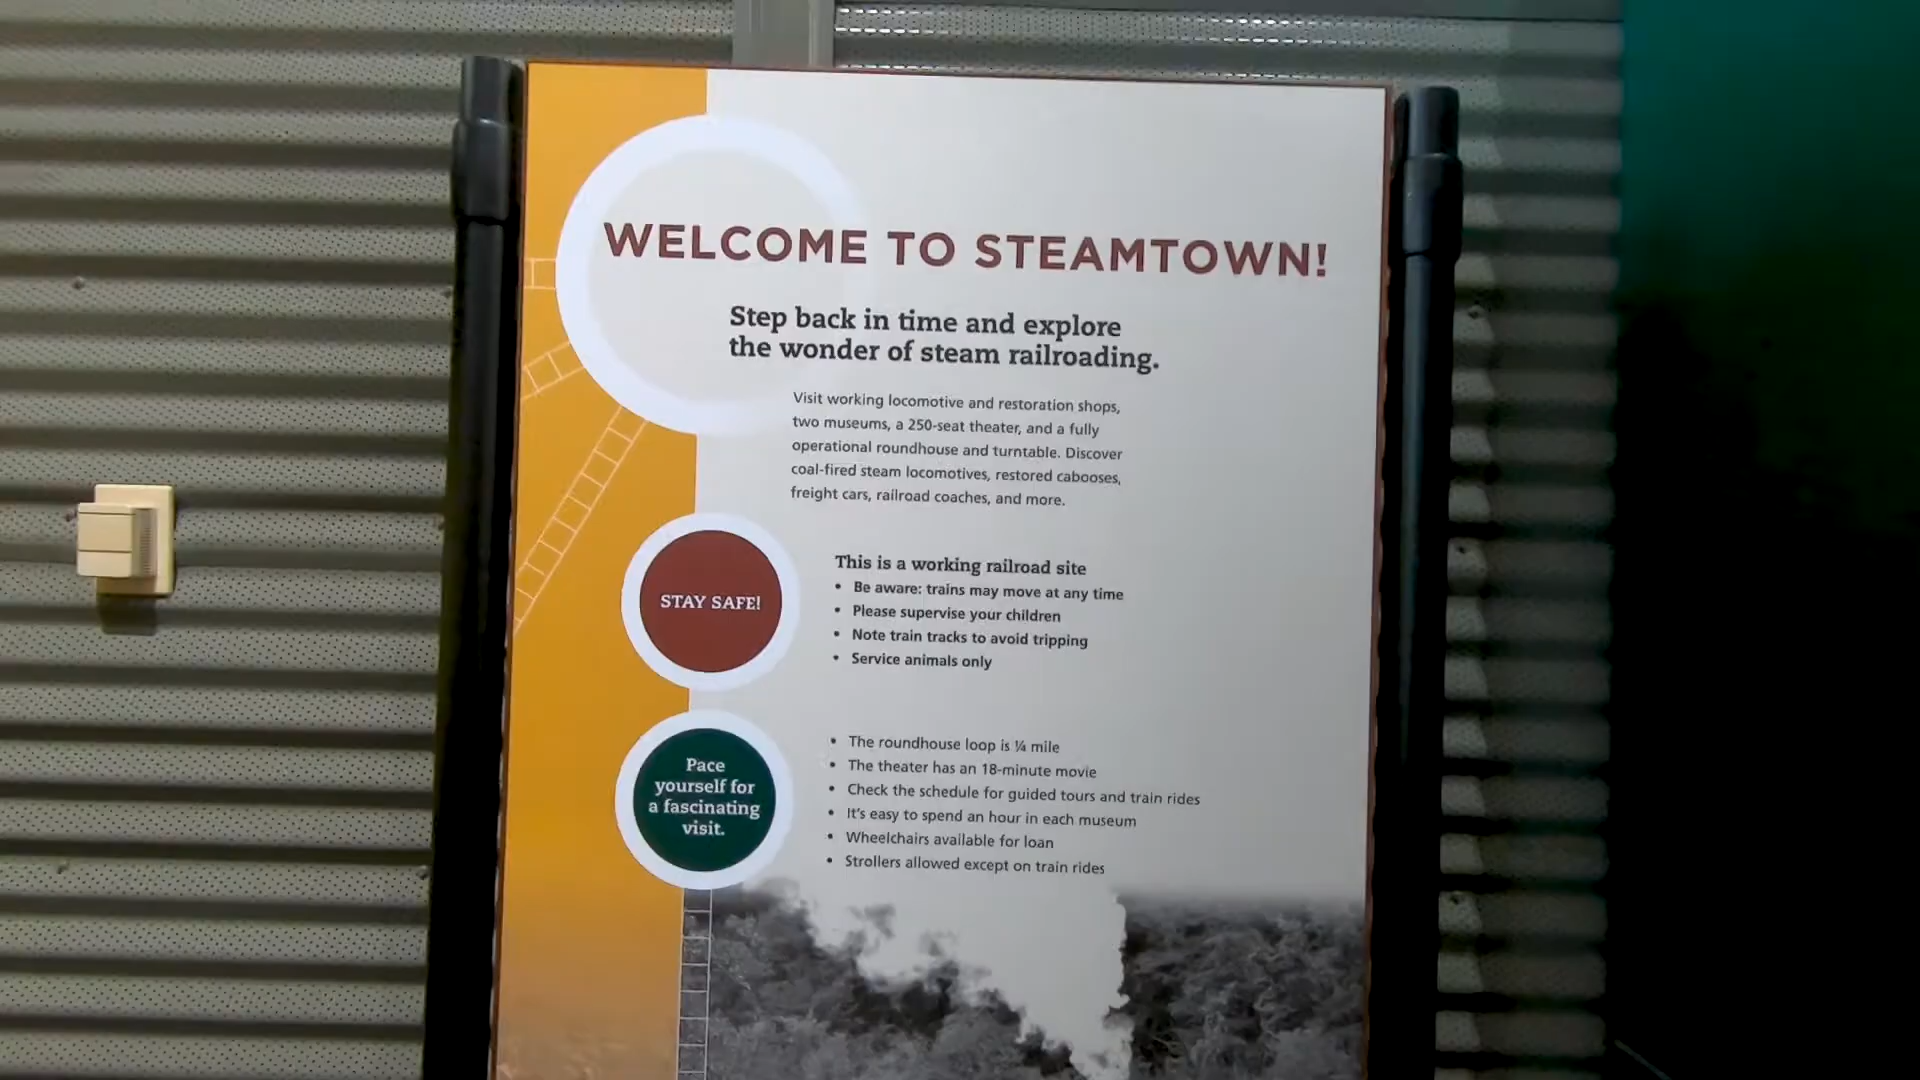 WELCOME TO STEAMTOWN!
Step back in time and explore
the wonder of steam railroading.
Visit working locomotive and restoration shops,
two museums, a 250-seat theater, and a fully
operational roundhouse and turntable. Discover
coal-fired steam locomotives, restored cabooses,
freight cars, railroad coaches, and more.
STAY SAFE!
This is a working railroad site
• Be aware: trains may move at any time
• Please supervise your children
• Note train tracks to avoid tripping
• Service animals only
Pace
yourself for
a fascinating
visit.
• The roundhouse loop is ¼ mile
• The theater has an 18-minute movie
• Check the schedule for guided tours and train rides
• It's easy to spend an hour in each museum
• Wheelchairs available for loan
• Strollers allowed except on train rides